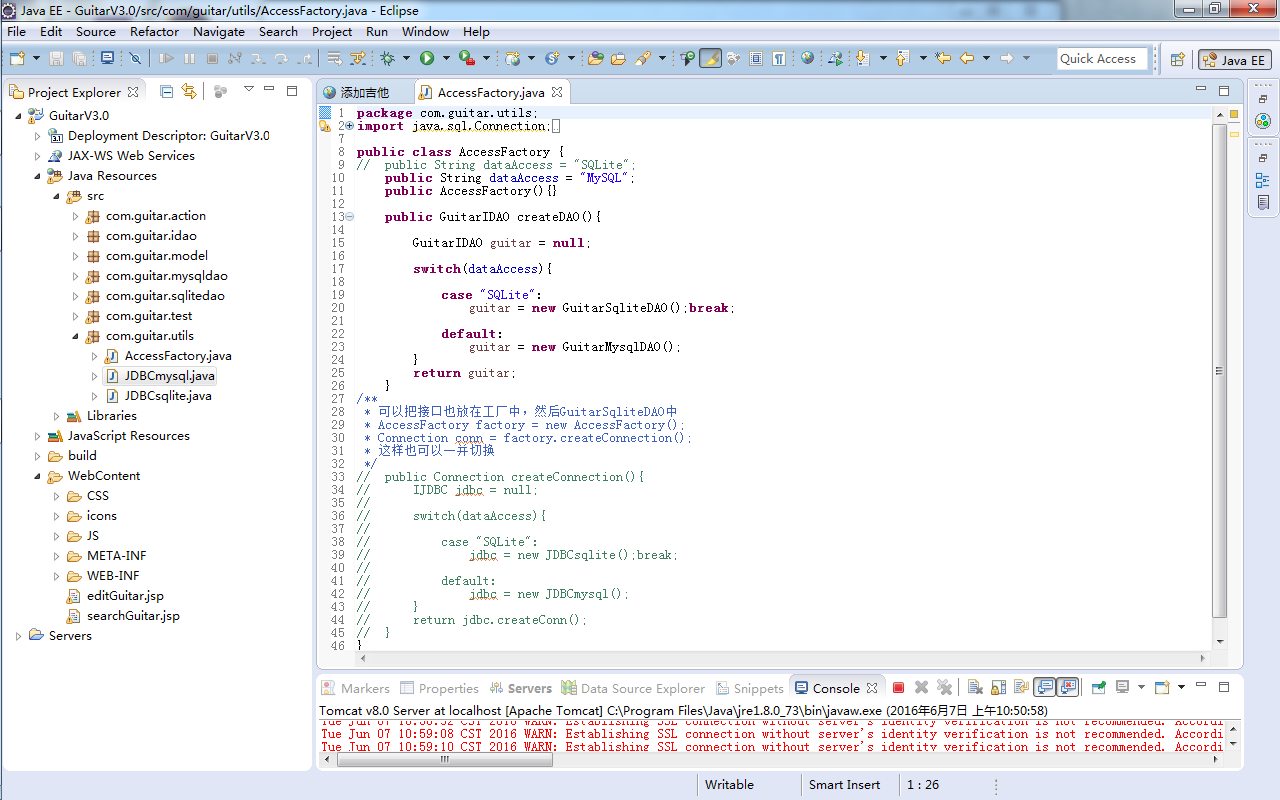 Java EE - GuitarV3.0/src/com/guitar/utils/AccessFactory.java - Eclipse
File Edit Source Refactor Navigate Search Project Run Window Help
Quick Access Java EE
Project Explorer
GuitarV3.0
Deployment Descriptor: GuitarV3.0
JAX-WS Web Services
Java Resources
src
com.guitar.action
com.guitar.idao
com.guitar.model
com.guitar.mysqldao
com.guitar.sqlitedao
com.guitar.test
com.guitar.utils
AccessFactory.java
JDBCmysql.java
JDBCsqlite.java
Libraries
JavaScript Resources
build
WebContent
CSS
icons
JS
META-INF
WEB-INF
editGuitar.jsp
searchGuitar.jsp
Servers
添加吉他 AccessFactory.java
1 package com.guitar.utils;
2 import java.sql.Connection;
7
8 public class AccessFactory {
9 // public String dataAccess = "SQLite";
10 public String dataAccess = "MySQL";
11 public AccessFactory(){}
12
13 public GuitarIDAO createDAO(){
14
15 GuitarIDAO guitar = null;
16
17 switch(dataAccess){
18
19 case "SQLite":
20 guitar = new GuitarSqliteDAO();break;
21
22 default:
23 guitar = new GuitarMysqlDAO();
24 }
25 return guitar;
26 }
27 /**
28 * 可以把接口也放在工厂中，然后GuitarSqliteDAO中
29 * AccessFactory factory = new AccessFactory();
30 * Connection conn = factory.createConnection();
31 * 这样也可以一并切换
32 */
33 // public Connection createConnection(){
34 // IJDBC jdbc = null;
35 //
36 // switch(dataAccess){
37 //
38 // case "SQLite":
39 // jdbc = new JDBCsqlite();break;
40 //
41 // default:
42 // jdbc = new JDBCmysql();
43 // }
44 // return jdbc.createConn();
45 // }
46 }
Markers Properties Servers Data Source Explorer Snippets Console
Tomcat v8.0 Server at localhost [Apache Tomcat] C:\Program Files\Java\jre1.8.0_73\bin\javaw.exe (2016年6月7日 上午10:50:58)
Tue Jun 07 10:58:52 CST 2016 WARN: Establishing SSL connection without server's identity verification is not recommended. Accordi
Tue Jun 07 10:59:08 CST 2016 WARN: Establishing SSL connection without server's identity verification is not recommended. Accordi
Tue Jun 07 10:59:10 CST 2016 WARN: Establishing SSL connection without server's identity verification is not recommended. Accordi
Writable Smart Insert 1 : 26